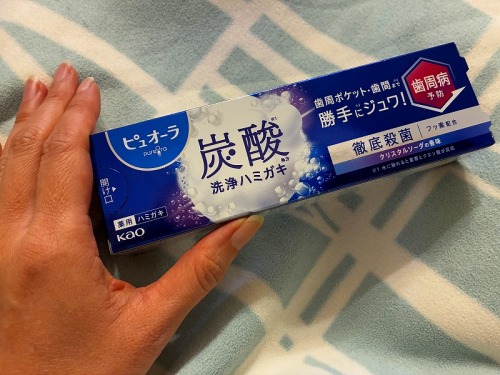 ピュオーラ
PureOra
開け口
薬用 ハミガキ
Kao
炭酸
洗浄ハミガキ
歯周ポケット・歯間まで
勝手にジュワ!
歯周病
予防
徹底殺菌
フッ素配合
クリスタルソーダの香味